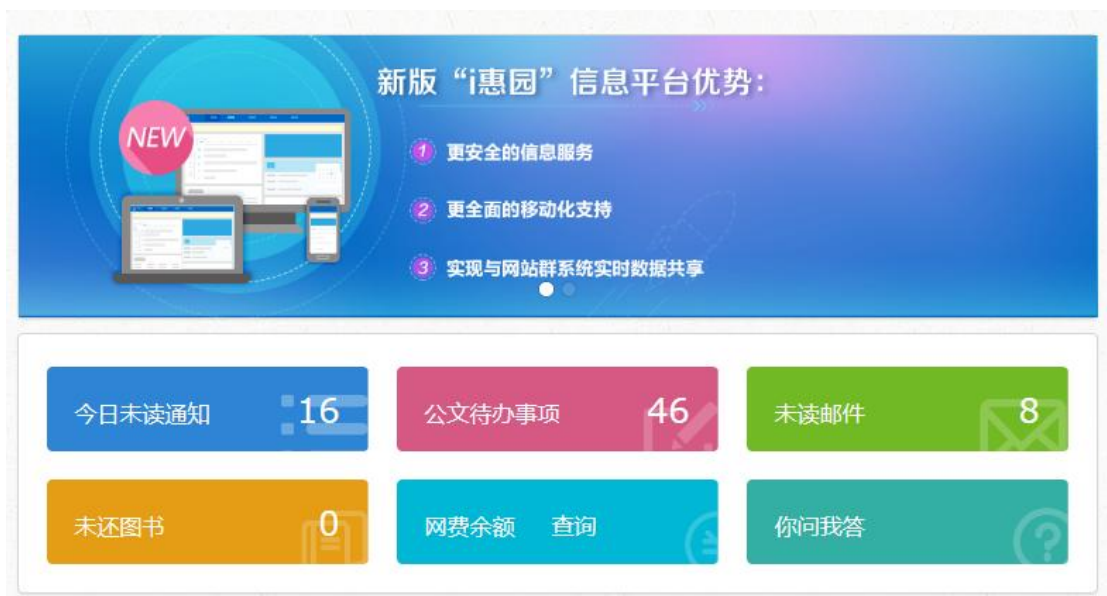 新版“i惠园”信息平台优势:
NEW
1 更安全的信息服务
2 更全面的移动化支持
3 实现与网站群系统实时数据共享
今日未读通知 16
公文待办事项 46
未读邮件 8
未还图书 0
网费余额 查询
你问我答